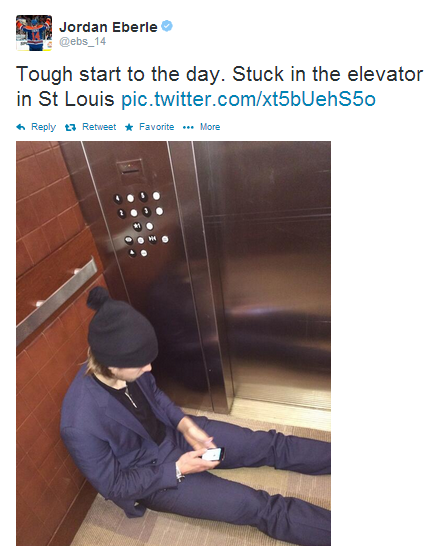 Jordan Eberle
@ebs_14
Tough start to the day. Stuck in the elevator
in St Louis pic.twitter.com/xt5bUehS5o
Reply Retweet Favorite More